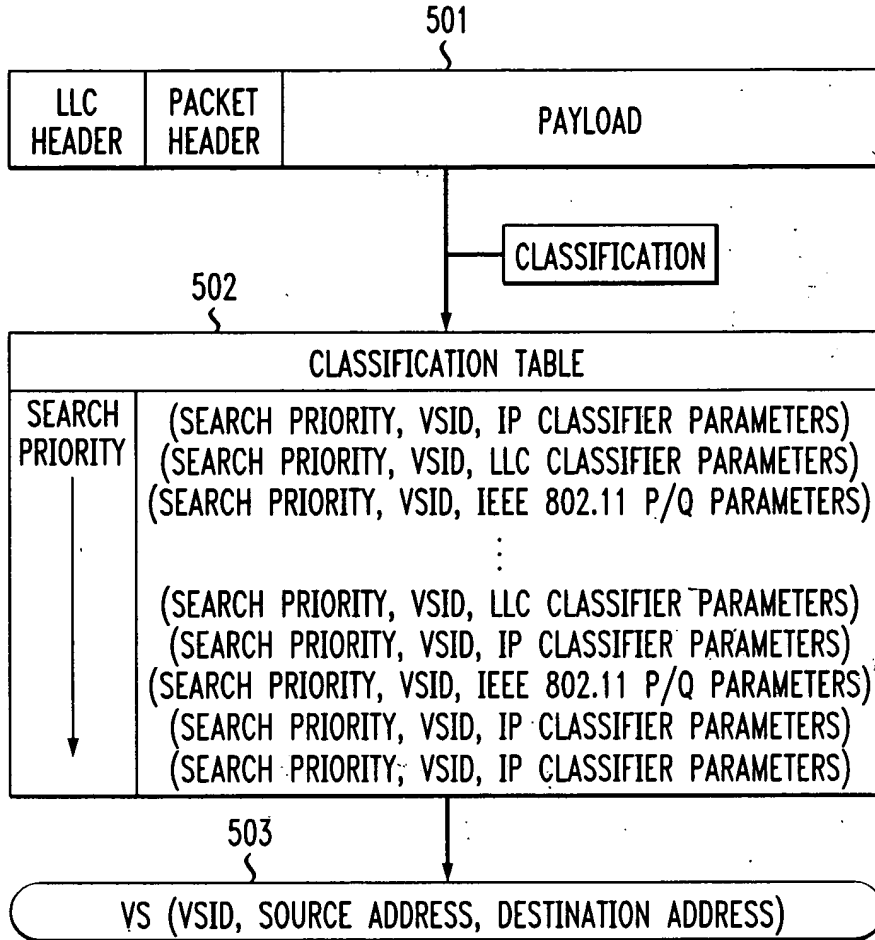 501
LLC HEADER
PACKET HEADER
PAYLOAD
CLASSIFICATION
502
CLASSIFICATION TABLE
SEARCH PRIORITY
(SEARCH PRIORITY, VSID, IP CLASSIFIER PARAMETERS)
(SEARCH PRIORITY, VSID, LLC CLASSIFIER PARAMETERS)
(SEARCH PRIORITY, VSID, IEEE 802.11 P/Q PARAMETERS)
⋮
(SEARCH PRIORITY, VSID, LLC CLASSIFIER PARAMETERS)
(SEARCH PRIORITY, VSID, IP CLASSIFIER PARAMETERS)
(SEARCH PRIORITY, VSID, IEEE 802.11 P/Q PARAMETERS)
(SEARCH PRIORITY, VSID, IP CLASSIFIER PARAMETERS)
(SEARCH PRIORITY, VSID, IP CLASSIFIER PARAMETERS)
503
VS (VSID, SOURCE ADDRESS, DESTINATION ADDRESS)